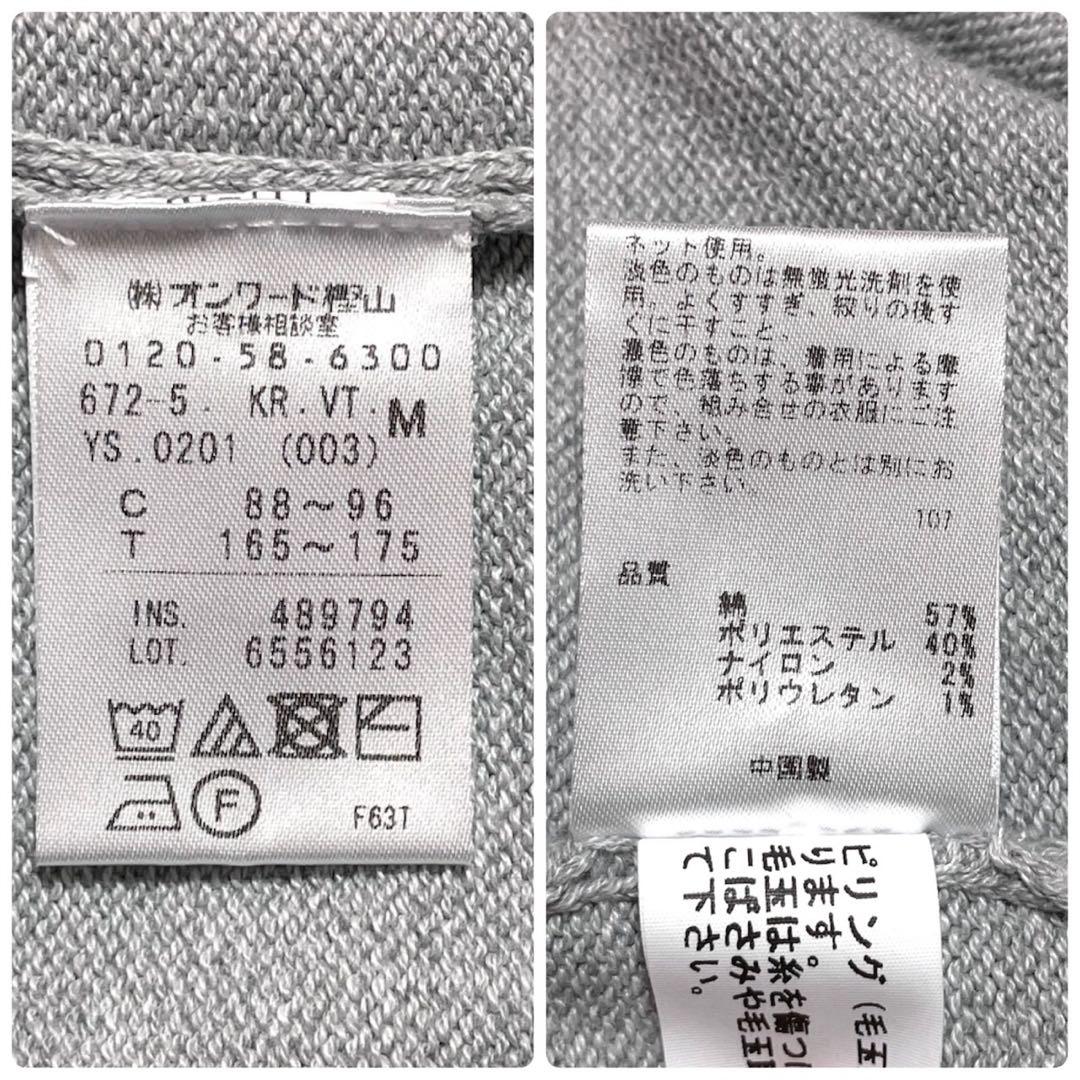 (株)オンワード樫山
お客様相談室
0120-58-6300
672-5. KR.VT. M
YS.0201 (003)
C 88～96
T 165～175
INS. 489794
LOT. 6556123
40
F
F63T
ネット使用。
淡色のものは無蛍光洗剤を使
用、よくすすぎ、絞りの後す
ぐに干すこと、
濃色のものは、着用による摩
擦で色落ちする事があります
ので、組み合せの衣服にご注
意下さい。
また、淡色のものとは別にお
洗い下さい
107
品質
綿 57%
ポリエステル 40%
ナイロン 2%
ポリウレタン 1%
中国製
ピリング(毛玉
ります。
毛玉は糸を傷つ
こばさみや毛玉
て下さい。